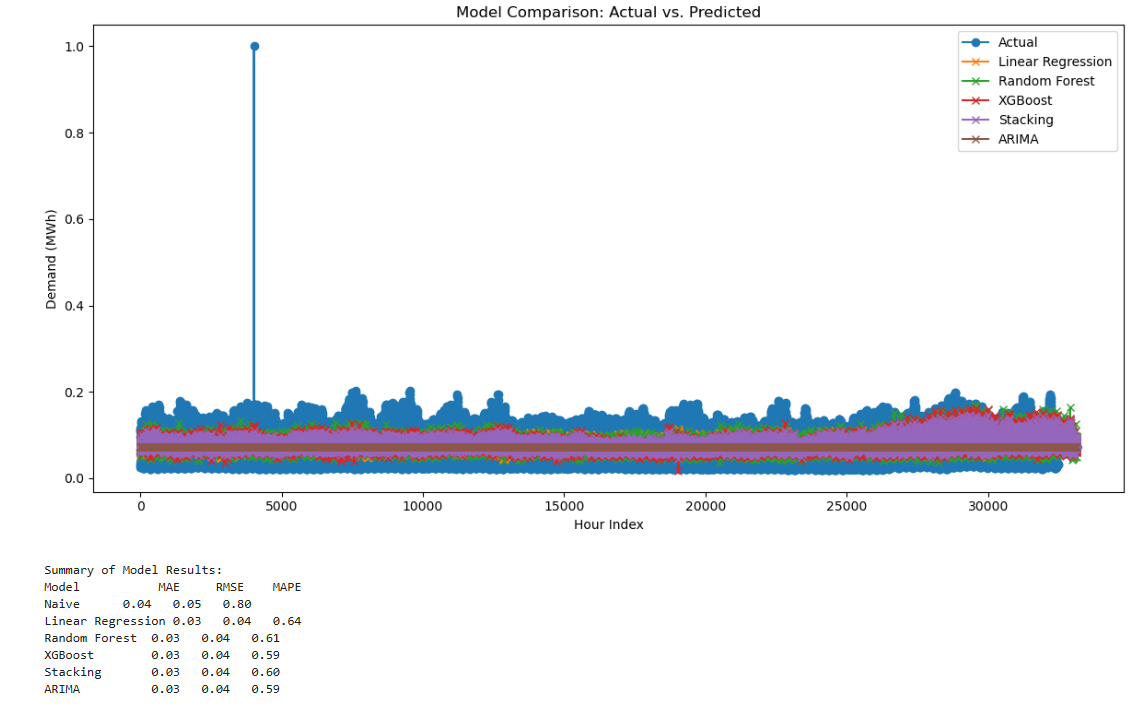 Model Comparison: Actual vs. Predicted
1.0
0.8
0.6
0.4
0.2
0.0
Demand (MWh)
Actual
Linear Regression
Random Forest
XGBoost
Stacking
ARIMA
0 5000 10000 15000 20000 25000 30000
Hour Index
Summary of Model Results:
Model MAE RMSE MAPE
Naive 0.04 0.05 0.80
Linear Regression 0.03 0.04 0.64
Random Forest 0.03 0.04 0.61
XGBoost 0.03 0.04 0.59
Stacking 0.03 0.04 0.60
ARIMA 0.03 0.04 0.59